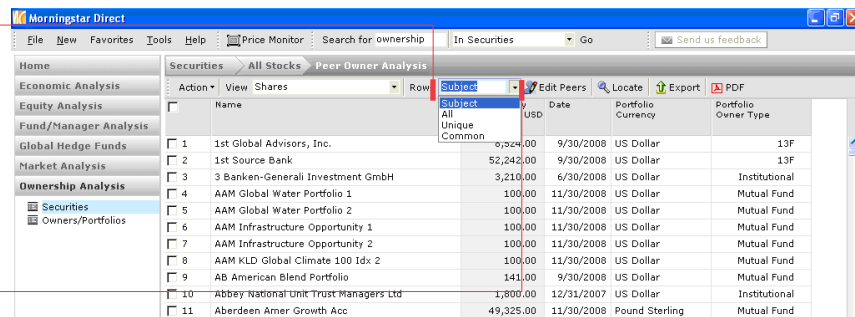 Morningstar Direct
File New Favorites Tools Help Price Monitor Search for ownership In Securities Go Send us feedback
Home
Securities All Stocks Peer Owner Analysis
Economic Analysis
Action View Shares Row Subject Edit Peers Locate Export PDF
Equity Analysis
Fund/Manager Analysis
Global Hedge Funds
Market Analysis
Ownership Analysis
Securities
Owners/Portfolios
Name y USD Date Portfolio Currency Portfolio Owner Type
Subject
All
Unique
Common
1 1st Global Advisors, Inc. 8,524.00 9/30/2008 US Dollar 13F
2 1st Source Bank 52,242.00 9/30/2008 US Dollar 13F
3 3 Banken-Generali Investment GmbH 3,210.00 6/30/2008 US Dollar Institutional
4 AAM Global Water Portfolio 1 100.00 11/30/2008 US Dollar Mutual Fund
5 AAM Global Water Portfolio 2 100.00 11/30/2008 US Dollar Mutual Fund
6 AAM Infrastructure Opportunity 1 100.00 11/30/2008 US Dollar Mutual Fund
7 AAM Infrastructure Opportunity 2 100.00 11/30/2008 US Dollar Mutual Fund
8 AAM KLD Global Climate 100 Idx 2 100.00 11/30/2008 US Dollar Mutual Fund
9 AB American Blend Portfolio 141.00 9/30/2008 US Dollar Mutual Fund
10 Abbey National Unit Trust Managers Ltd 1,800.00 12/31/2007 US Dollar Institutional
11 Aberdeen Amer Growth Acc 49,325.00 11/30/2008 Pound Sterling Mutual Fund